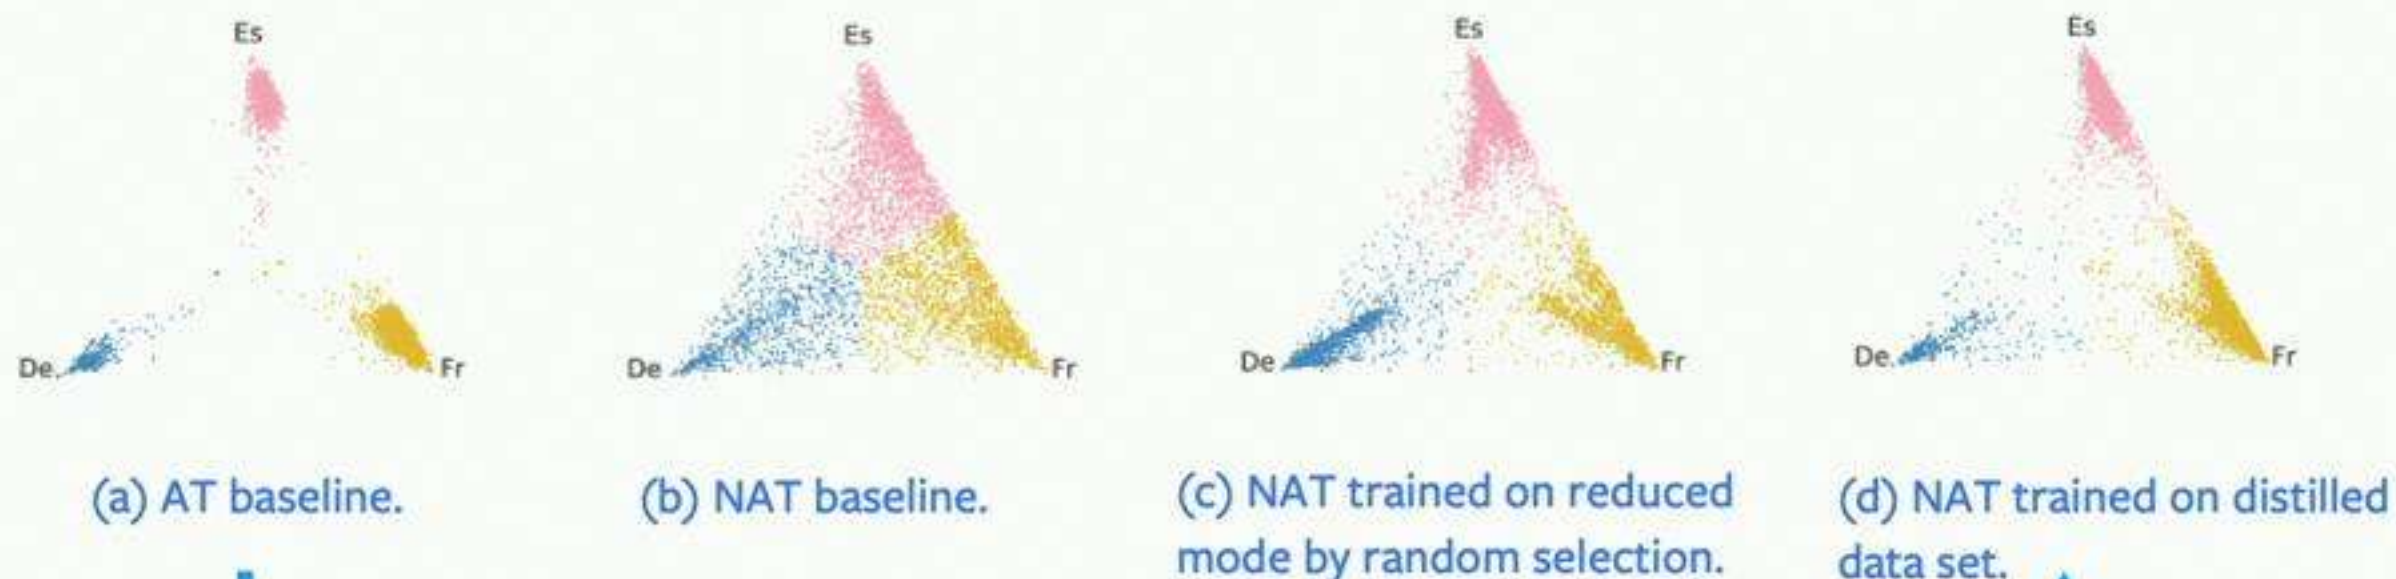 Es
Es
Es
Es
De
Fr
De
Fr
De
Fr
De
Fr
(a) AT baseline.
(b) NAT baseline.
(c) NAT trained on reduced
mode by random selection.
(d) NAT trained on distilled
data set.